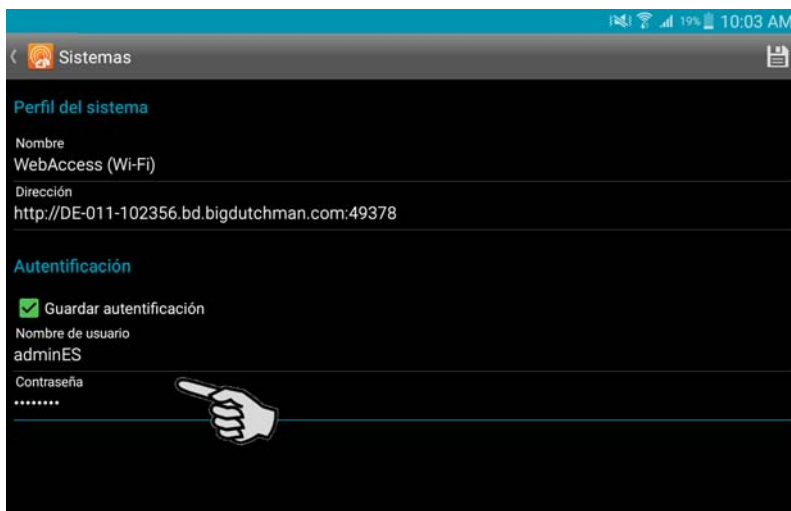 19% 10:03 AM
Sistemas
Perfil del sistema
Nombre
WebAccess (Wi-Fi)
Dirección
http://DE-011-102356.bd.bigdutchman.com:49378
Autentificación
Guardar autentificación
Nombre de usuario
adminES
Contraseña
••••••••